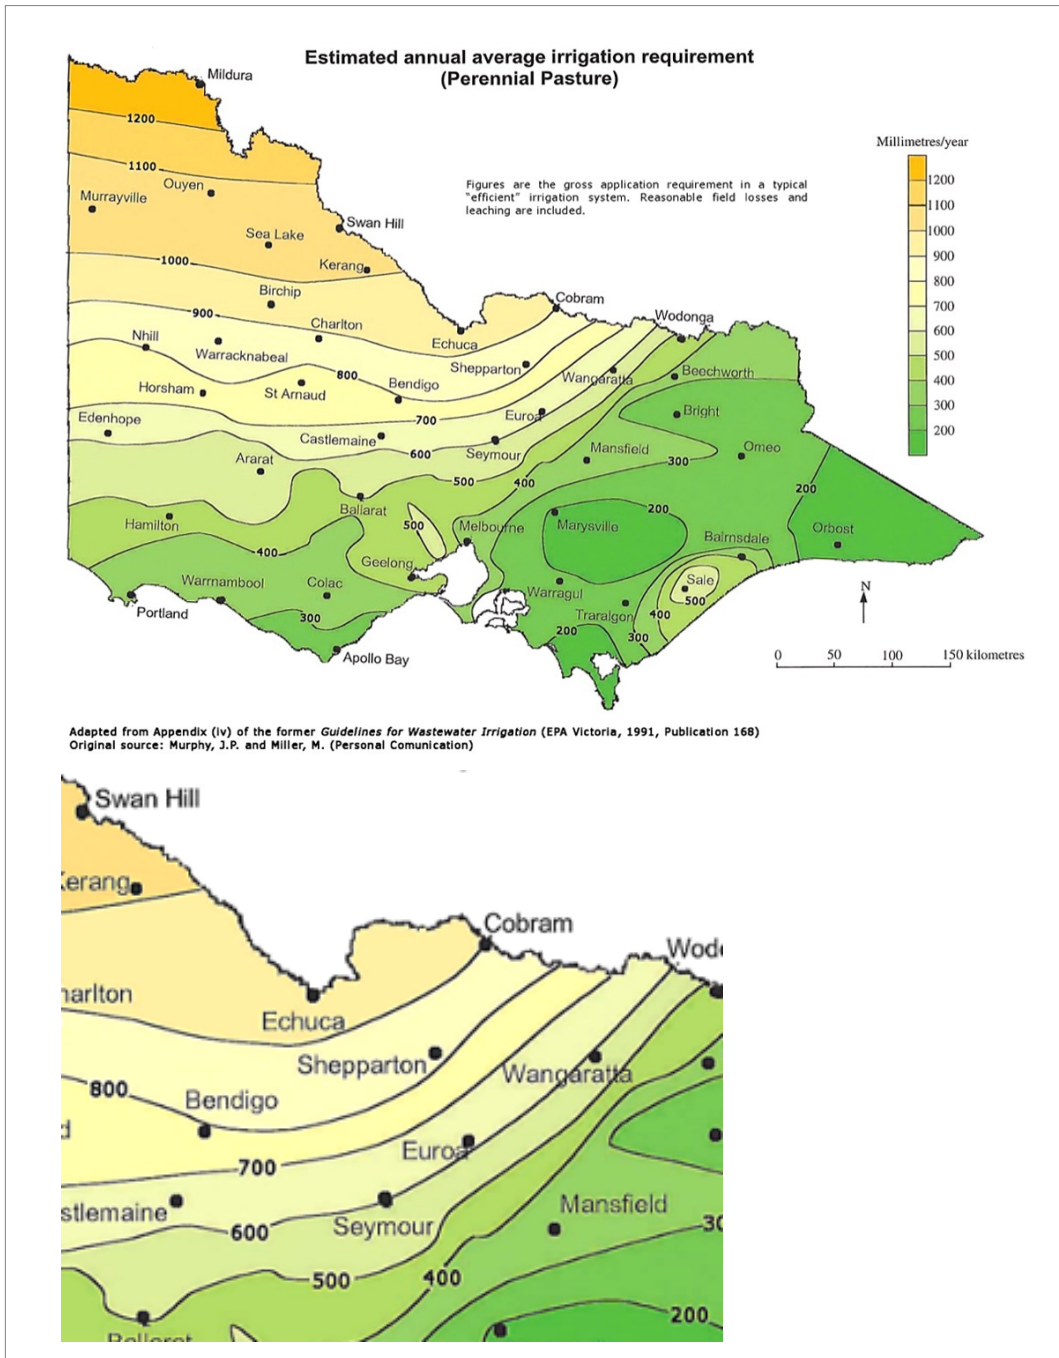 Estimated annual average irrigation requirement
(Perennial Pasture)
Mildura
1200
Millimetres/year
1100
1200
Ouyen
Figures are the gross application requirement in a typical
"efficient" irrigation system. Reasonable field losses and
leaching are included.
Murrayville
1100
Swan Hill
Sea Lake
1000
1000
Kerang
900
Birchip
800
Cobram
900
700
Charlton
Wodonga
Nhill
600
Echuca
Warracknabeal
500
Shepparton
800
Wangaratta
Beechworth
400
Horsham
St Arnaud
Bendigo
300
Edenhope
700
Euroa
Bright
200
Castlemaine
600
Seymour
Mansfield
Omeo
Ararat
300
500
400
200
Ballarat
200
Hamilton
500
Melbourne
Marysville
Orbost
400
Bairnsdale
Geelong
Warrnambool
Colac
Sale
N
Warragul
500
Portland
300
Traralgon
400
200
300
Apollo Bay
0 50 100 150 kilometres
Adapted from Appendix (iv) of the former Guidelines for Wastewater Irrigation (EPA Victoria, 1991, Publication 168)
Original source: Murphy, J.P. and Miller, M. (Personal Comunication)
Swan Hill
erang
Cobram
Wod
harlton
Echuca
Shepparton
Wangaratta
800
Bendigo
d
Euroa
700
stlemaine
Mansfield
600
Seymour
30
500
400
200